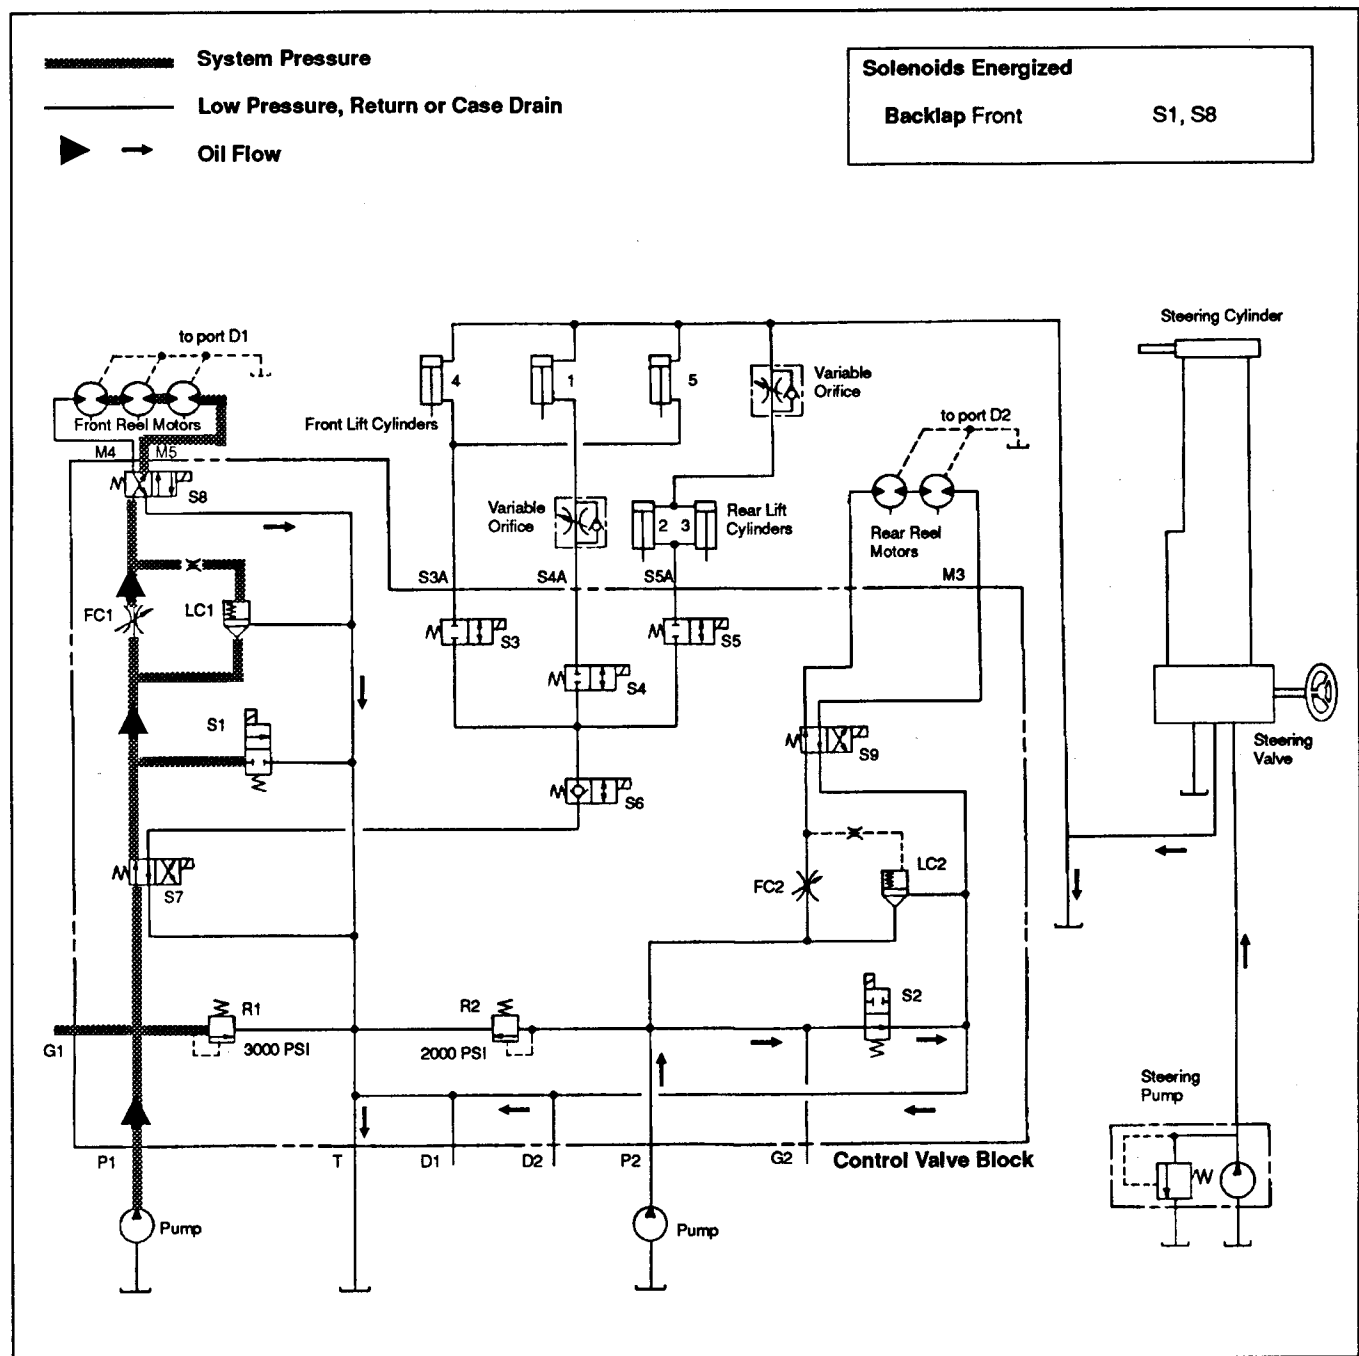 System Pressure
Low Pressure, Return or Case Drain
Oil Flow
Solenoids Energized
Backlap Front S1, S8
to port D1
Front Reel Motors
M4 M5
S8
4
1
5
Front Lift Cylinders
Variable
Orifice
Steering Cylinder
to port D2
Variable
Orifice
2 3
Rear Lift
Cylinders
Rear Reel
Motors
S3A
S4A
S5A
M3
FC1
LC1
S3
S5
S4
S1
S9
Steering
Valve
S6
S7
FC2
LC2
S2
G1
R1
3000 PSI
R2
2000 PSI
Steering
Pump
P1
T
D1
D2
P2
G2
Control Valve Block
Pump
Pump